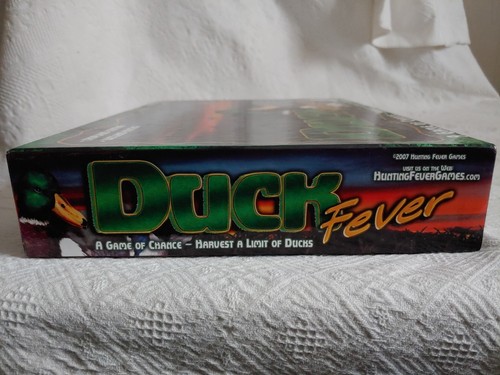 ©2007 Hunting Fever Games
visit us on the Web
HuntingFeverGames.com
Duck
Fever
A Game of Chance – Harvest a Limit of Ducks